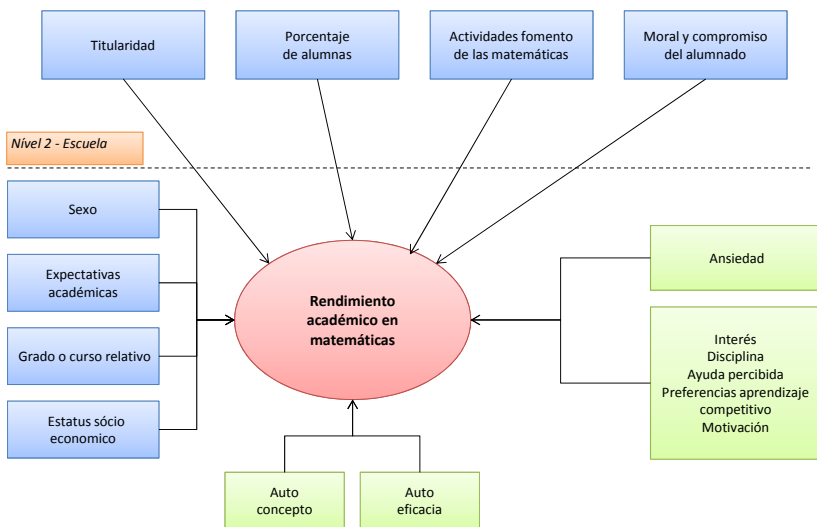 Titularidad
Porcentaje
de alumnas
Actividades fomento
de las matemáticas
Moral y compromiso
del alumnado
Nível 2 - Escuela
Sexo
Expectativas
académicas
Grado o curso relativo
Estatus sócio
economico
Rendimiento
académico en
matemáticas
Ansiedad
Interés
Disciplina
Ayuda percibida
Preferencias aprendizaje
competitivo
Motivación
Auto
concepto
Auto
eficacia